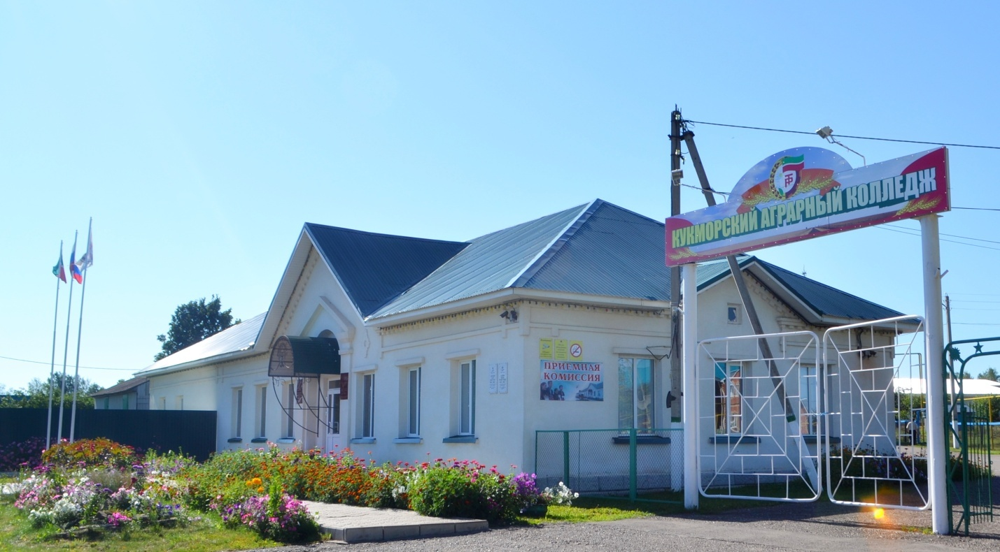 КУКМОРСКИЙ АГРАРНЫЙ КОЛЛЕДЖ
ПРИЕМНАЯ
КОМИССИЯ